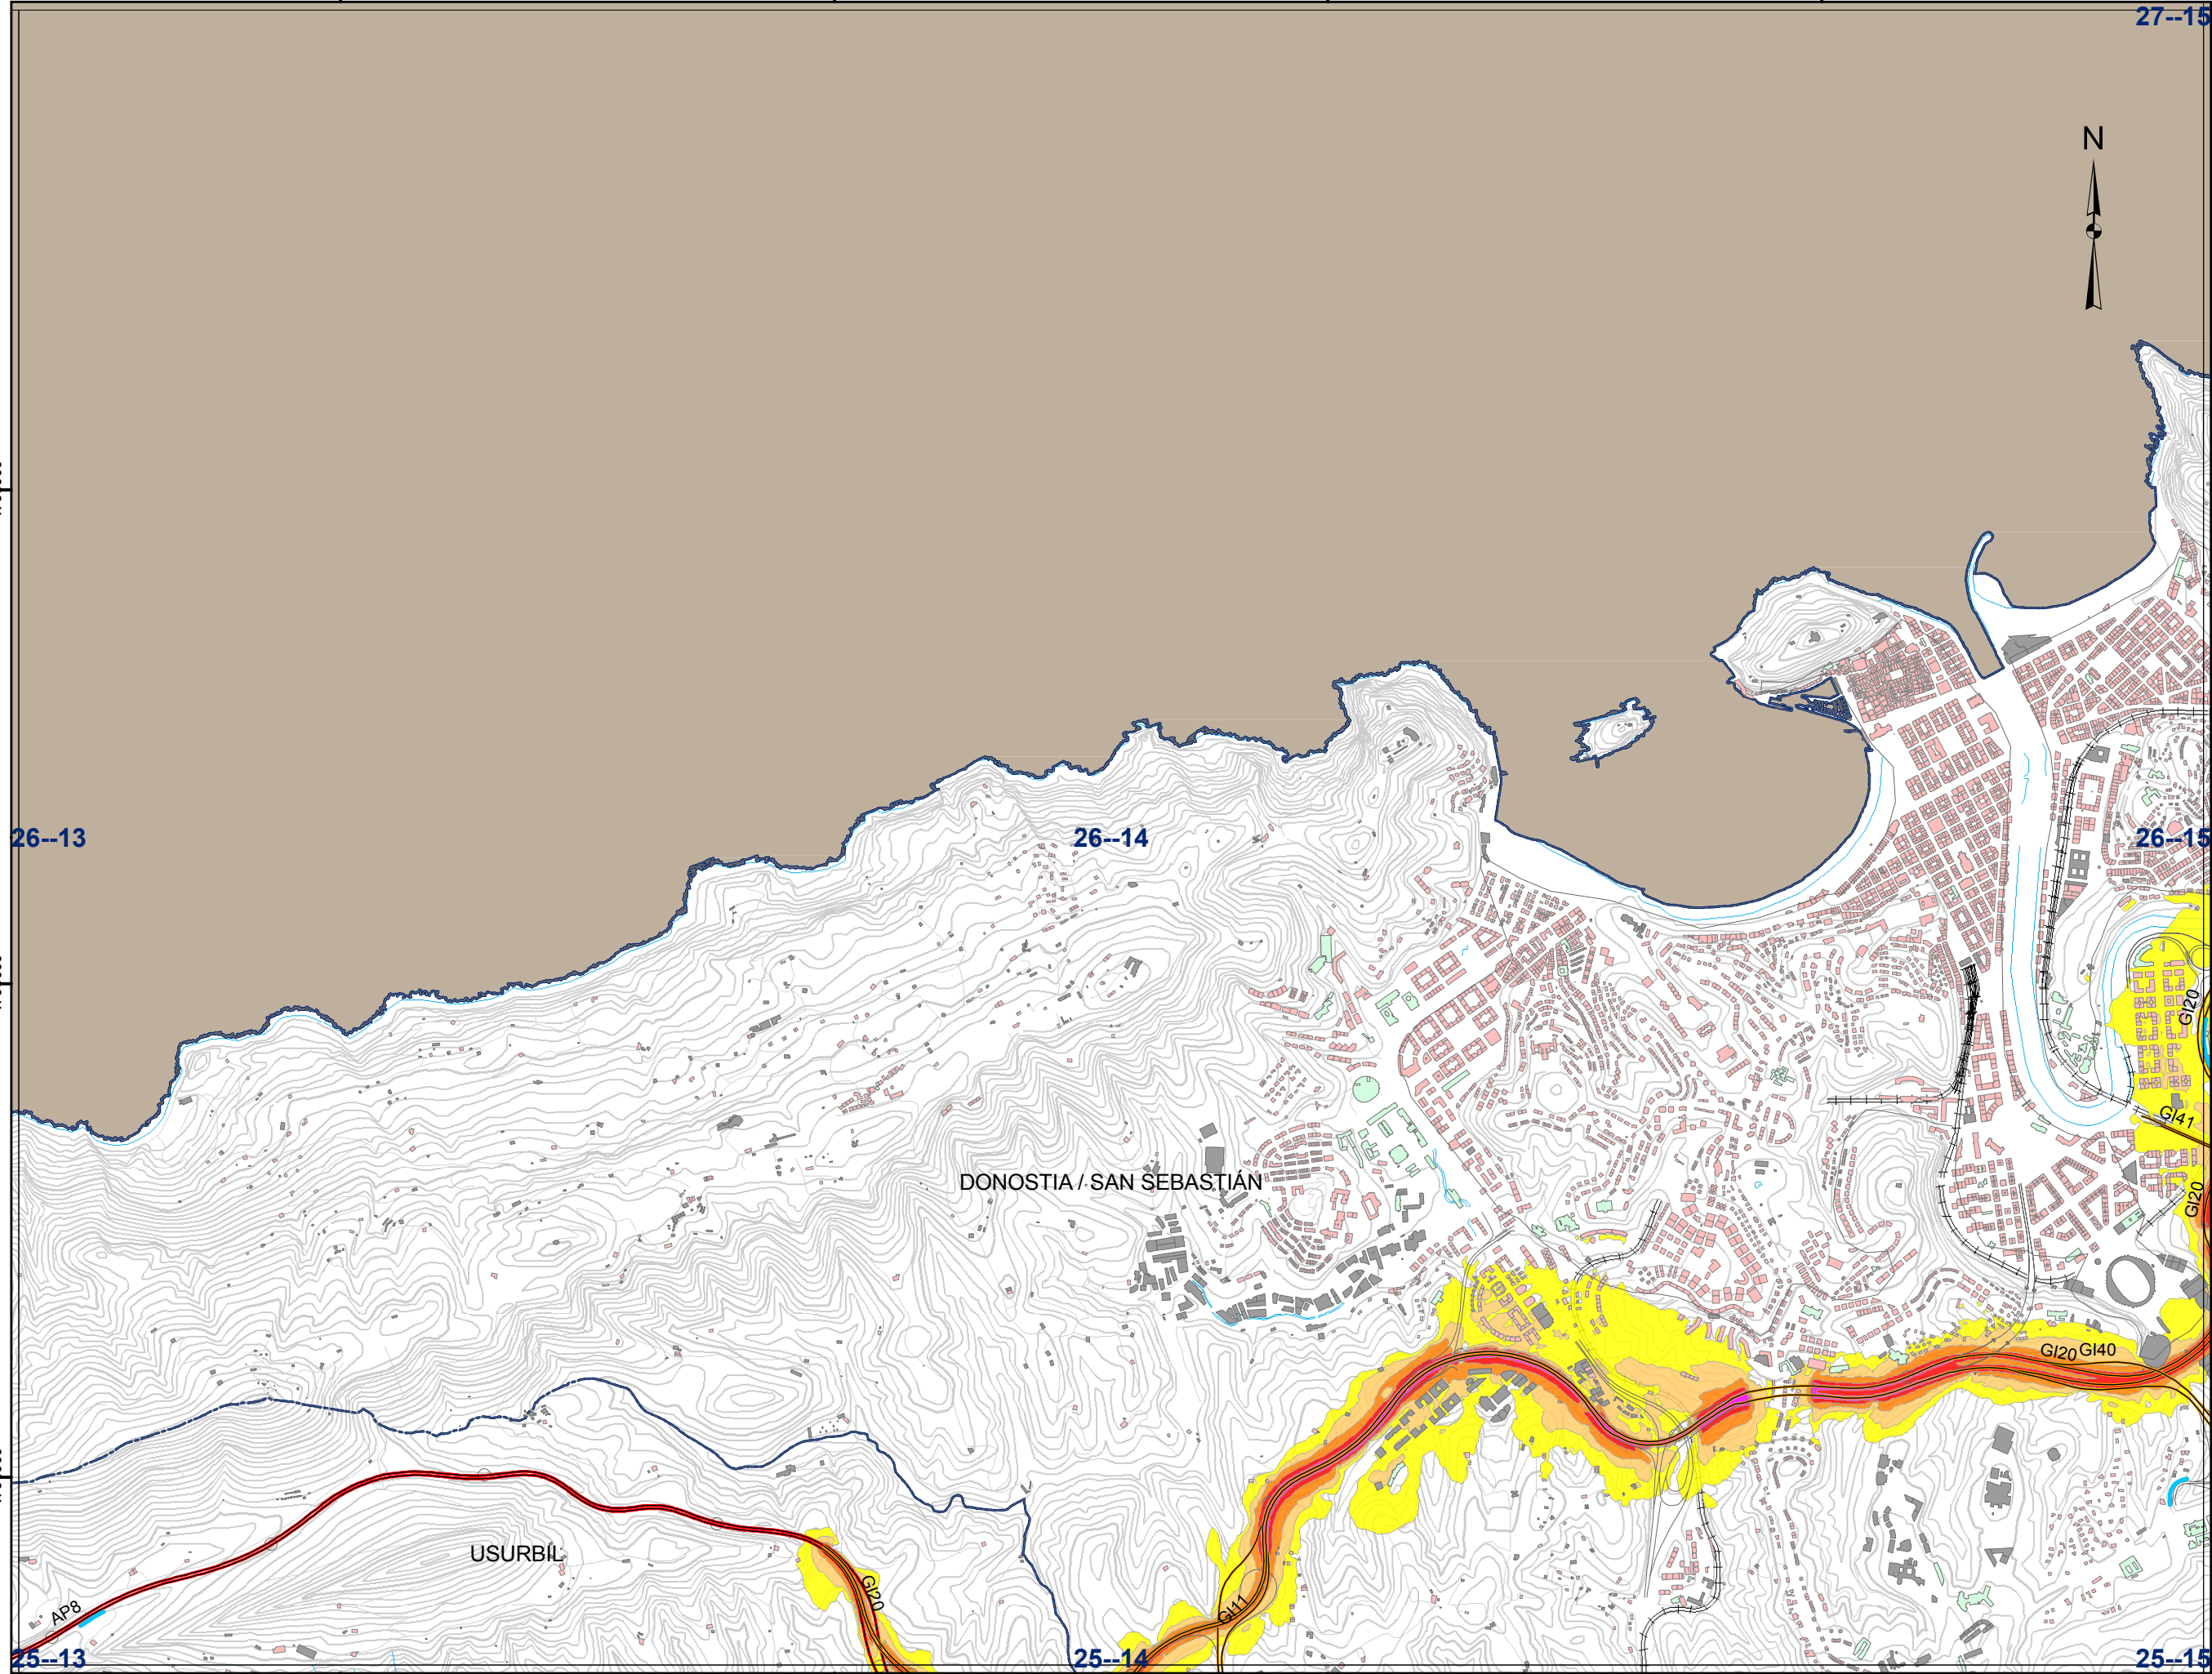 27--15
N
26--13
26--14
26--15
GI20
GI41
DONOSTIA / SAN SEBASTIÁN
GI20
GI20
GI40
USURBIL
GI20
AP8
GI11
25--13
25--14
25--15